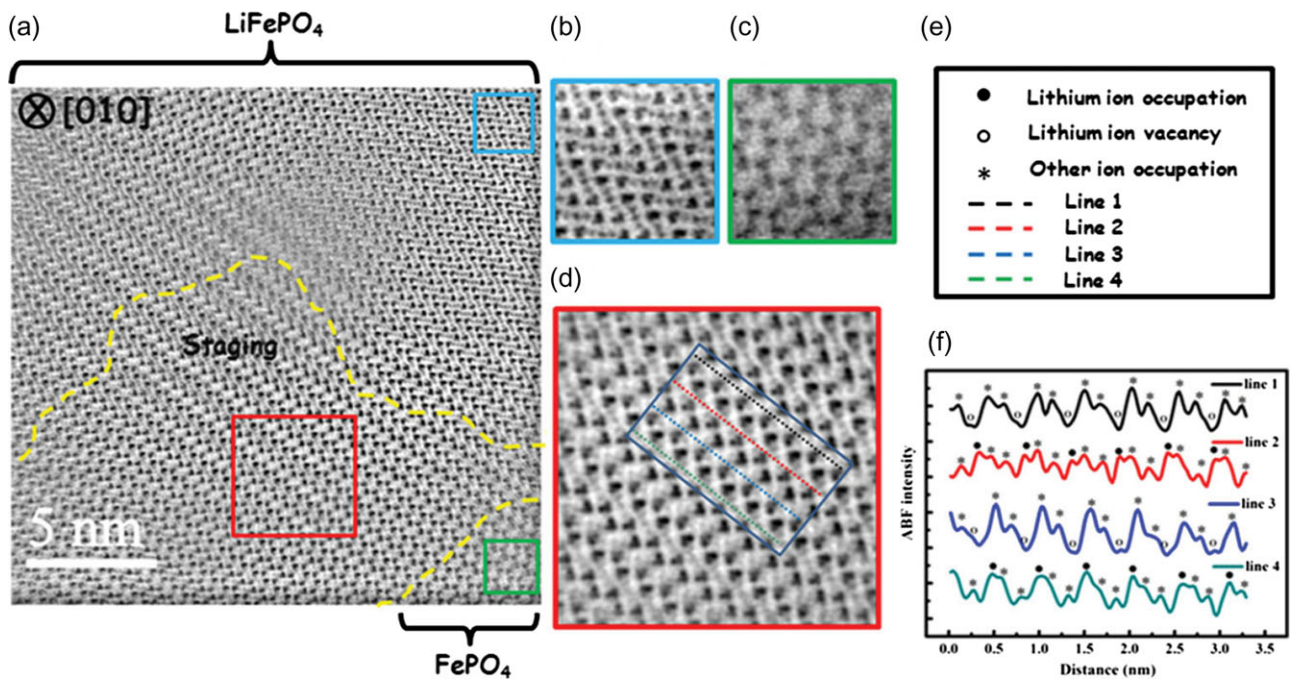 (a)
LiFePO4
⊗ [010]
Staging
5 nm
FePO4
(b)
(c)
(d)
(e)
● Lithium ion occupation
○ Lithium ion vacancy
* Other ion occupation
Line 1
Line 2
Line 3
Line 4
(f)
ABF intensity
line 1
line 2
line 3
line 4
0.0 0.5 1.0 1.5 2.0 2.5 3.0 3.5
Distance (nm)